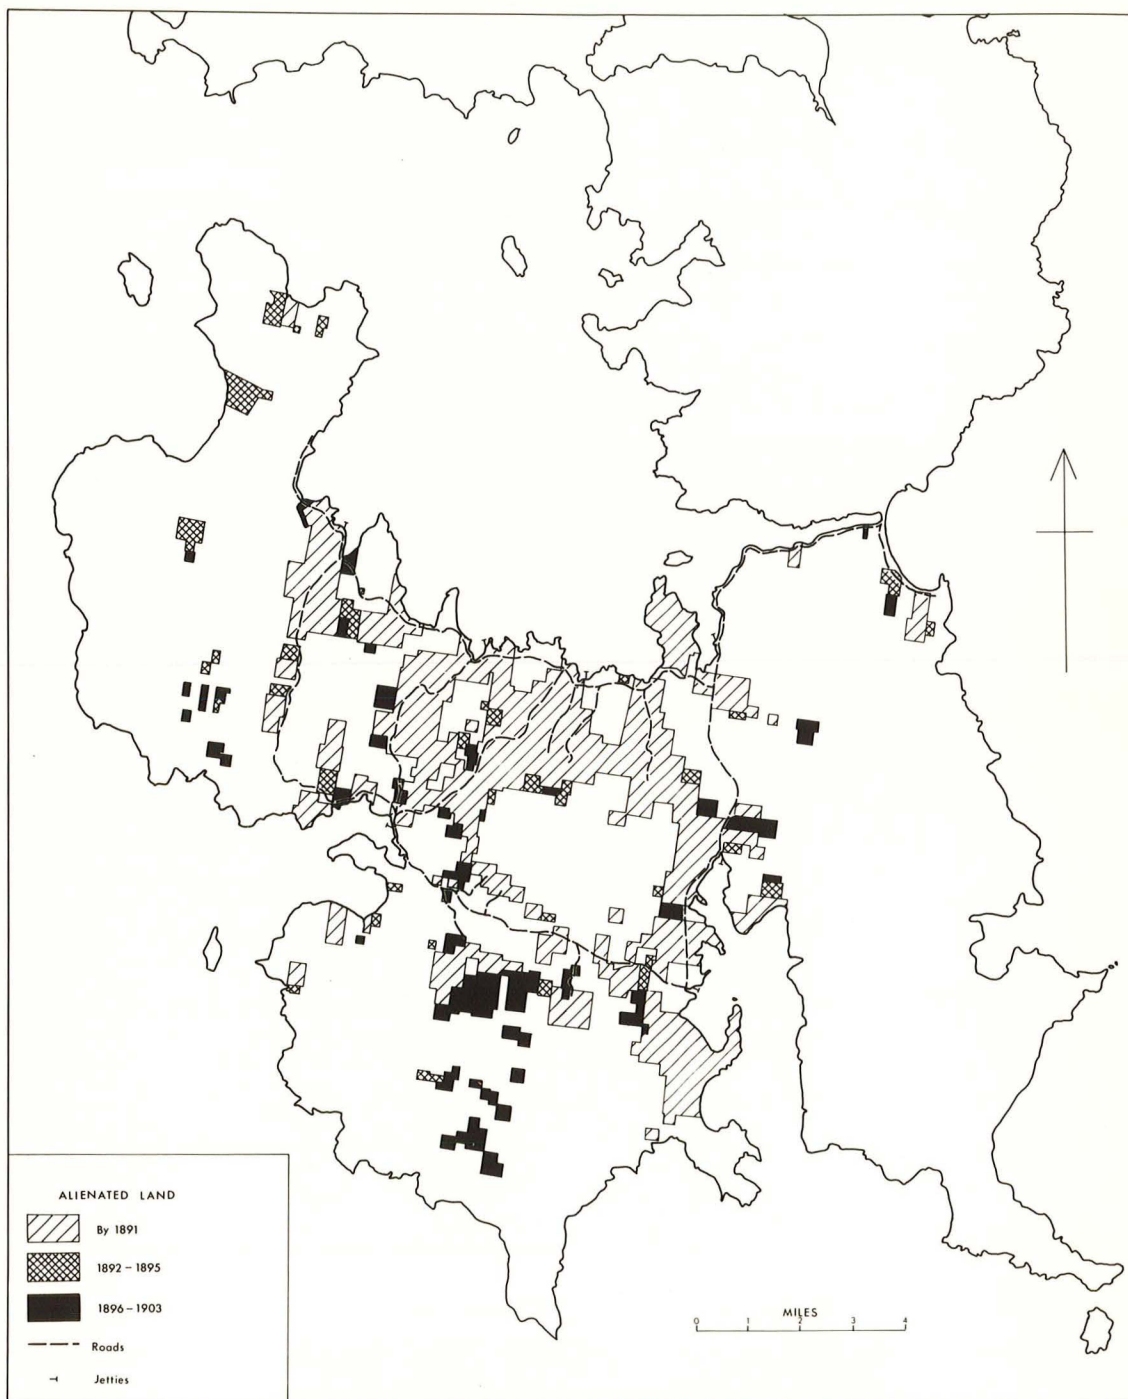 ALIENATED LAND
By 1891
1892 – 1895
1896 – 1903
Roads
Jetties
MILES
0 1 2 3 4